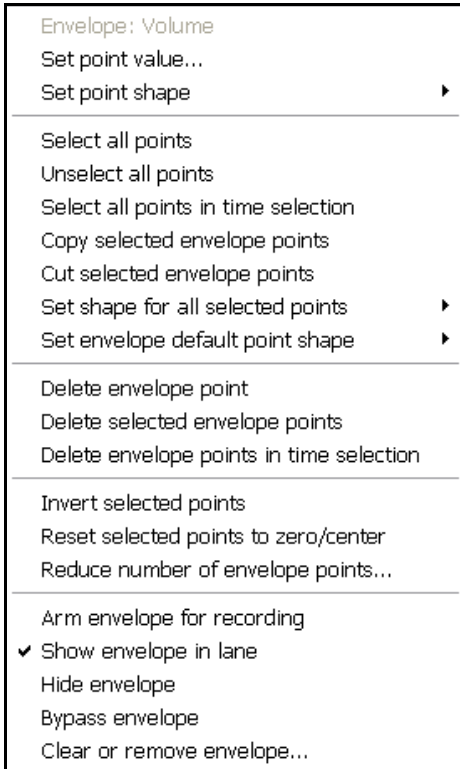 Envelope: Volume
Set point value...
Set point shape
Select all points
Unselect all points
Select all points in time selection
Copy selected envelope points
Cut selected envelope points
Set shape for all selected points
Set envelope default point shape
Delete envelope point
Delete selected envelope points
Delete envelope points in time selection
Invert selected points
Reset selected points to zero/center
Reduce number of envelope points...
Arm envelope for recording
Show envelope in lane
Hide envelope
Bypass envelope
Clear or remove envelope...